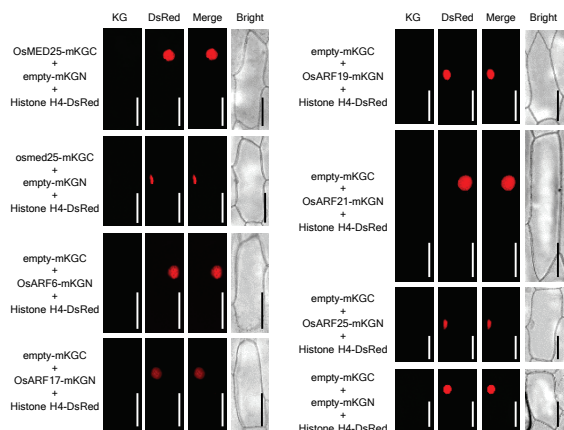 KG DsRed Merge Bright
OsMED25-mKGC
+
empty-mKGN
+
Histone H4-DsRed
osmed25-mKGC
+
empty-mKGN
+
Histone H4-DsRed
empty-mKGC
+
OsARF6-mKGN
+
Histone H4-DsRed
empty-mKGC
+
OsARF17-mKGN
+
Histone H4-DsRed
KG DsRed Merge Bright
empty-mKGC
+
OsARF19-mKGN
+
Histone H4-DsRed
empty-mKGC
+
OsARF21-mKGN
+
Histone H4-DsRed
empty-mKGC
+
OsARF25-mKGN
+
Histone H4-DsRed
empty-mKGC
+
empty-mKGN
+
Histone H4-DsRed